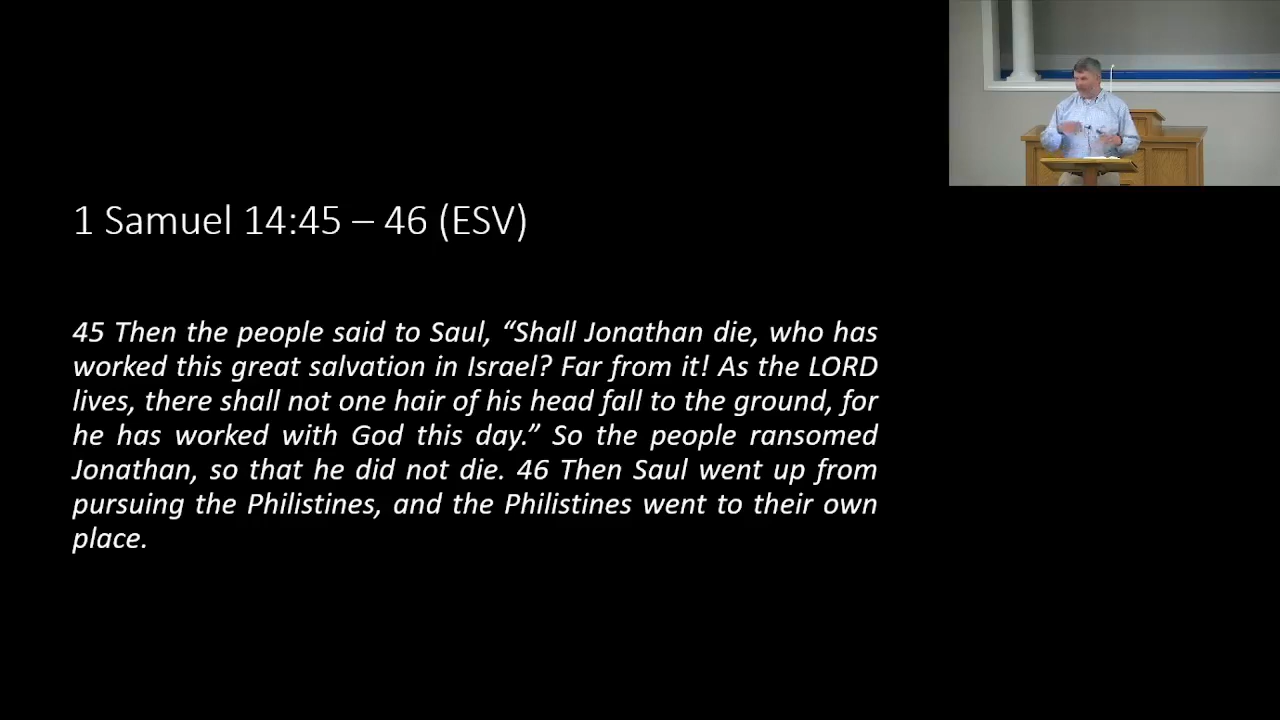 1 Samuel 14:45 – 46 (ESV)
45 Then the people said to Saul, “Shall Jonathan die, who has
worked this great salvation in Israel? Far from it! As the LORD
lives, there shall not one hair of his head fall to the ground, for
he has worked with God this day.” So the people ransomed
Jonathan, so that he did not die. 46 Then Saul went up from
pursuing the Philistines, and the Philistines went to their own
place.